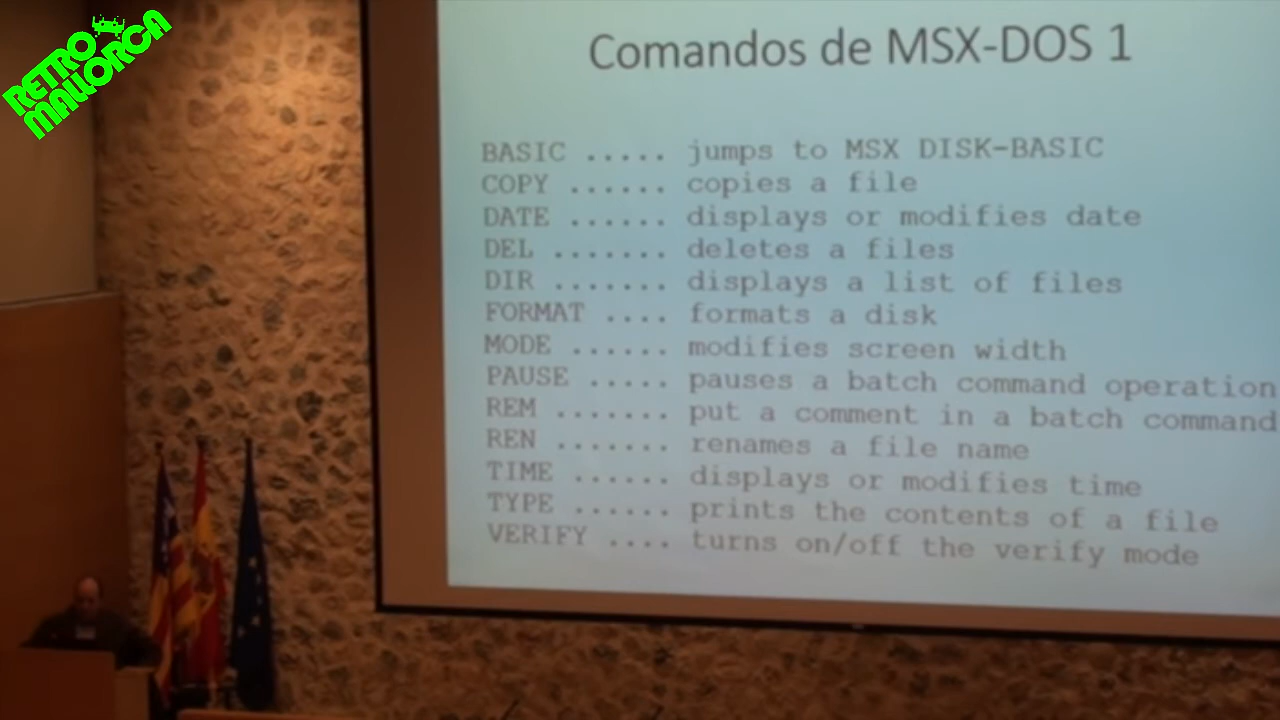 RETRO
MALLORCA
Comandos de MSX-DOS 1
BASIC ..... jumps to MSX DISK-BASIC
COPY ...... copies a file
DATE ...... displays or modifies date
DEL ....... deletes a files
DIR ....... displays a list of files
FORMAT .... formats a disk
MODE ...... modifies screen width
PAUSE ..... pauses a batch command operation
REM ....... put a comment in a batch command
REN ....... renames a file name
TIME ...... displays or modifies time
TYPE ...... prints the contents of a file
VERIFY .... turns on/off the verify mode